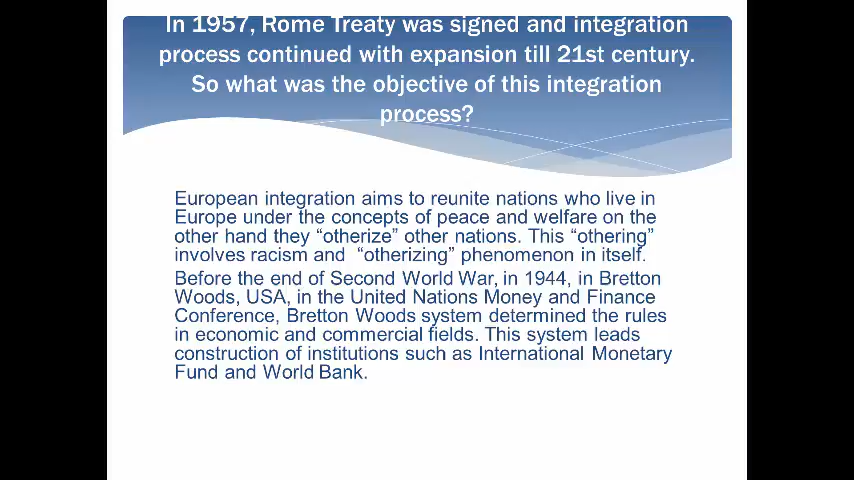 In 1957, Rome Treaty was signed and integration
process continued with expansion till 21st century.
So what was the objective of this integration
process?
European integration aims to reunite nations who live in
Europe under the concepts of peace and welfare on the
other hand they “otherize” other nations. This “othering”
involves racism and “otherizing” phenomenon in itself.
Before the end of Second World War, in 1944, in Bretton
Woods, USA, in the United Nations Money and Finance
Conference, Bretton Woods system determined the rules
in economic and commercial fields. This system leads
construction of institutions such as International Monetary
Fund and World Bank.